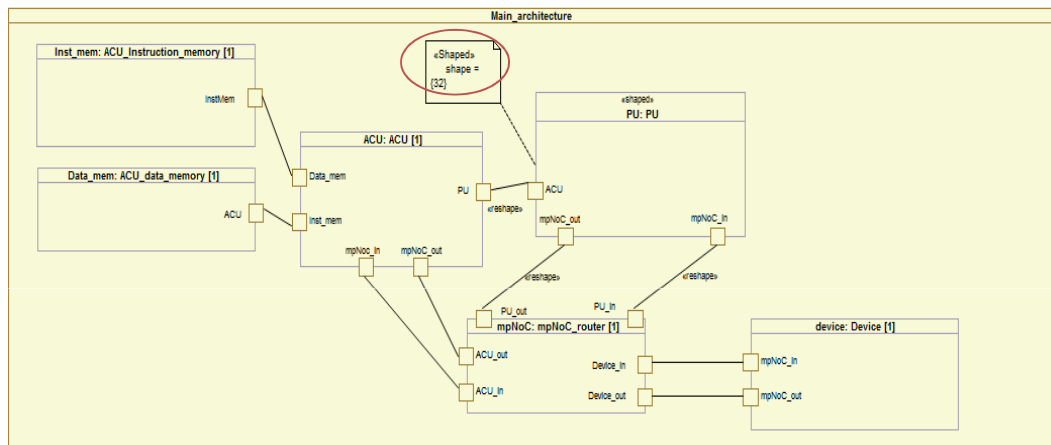 Main_architecture
Inst_mem: ACU_Instruction_memory [1]
InstMem
«Shaped»
shape =
{32}
«shaped»
PU: PU
ACU: ACU [1]
Data_mem: ACU_data_memory [1]
Data_mem
PU
ACU
«reshape»
ACU
Inst_mem
mpNoC_out
mpNoC_In
mpNoc_In
mpNoC_out
«reshape»
«reshape»
PU_out
PU_In
mpNoC: mpNoC_router [1]
device: Device [1]
ACU_out
Device_In
mpNoC_In
ACU_In
Device_out
mpNoC_out